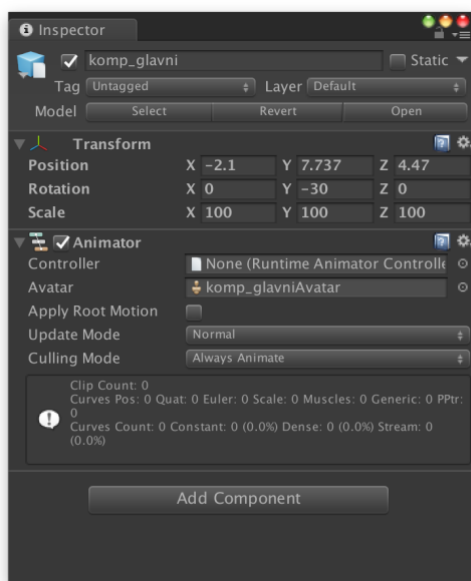 Inspector
komp_glavni Static
Tag Untagged Layer Default
Model Select Revert Open
Transform
Position X -2.1 Y 7.737 Z 4.47
Rotation X 0 Y -30 Z 0
Scale X 100 Y 100 Z 100
Animator
Controller None (Runtime Animator Controlle
Avatar komp_glavniAvatar
Apply Root Motion
Update Mode Normal
Culling Mode Always Animate
Clip Count: 0
Curves Pos: 0 Quat: 0 Euler: 0 Scale: 0 Muscles: 0 Generic: 0 PPtr:
0
Curves Count: 0 Constant: 0 (0.0%) Dense: 0 (0.0%) Stream: 0
(0.0%)
Add Component